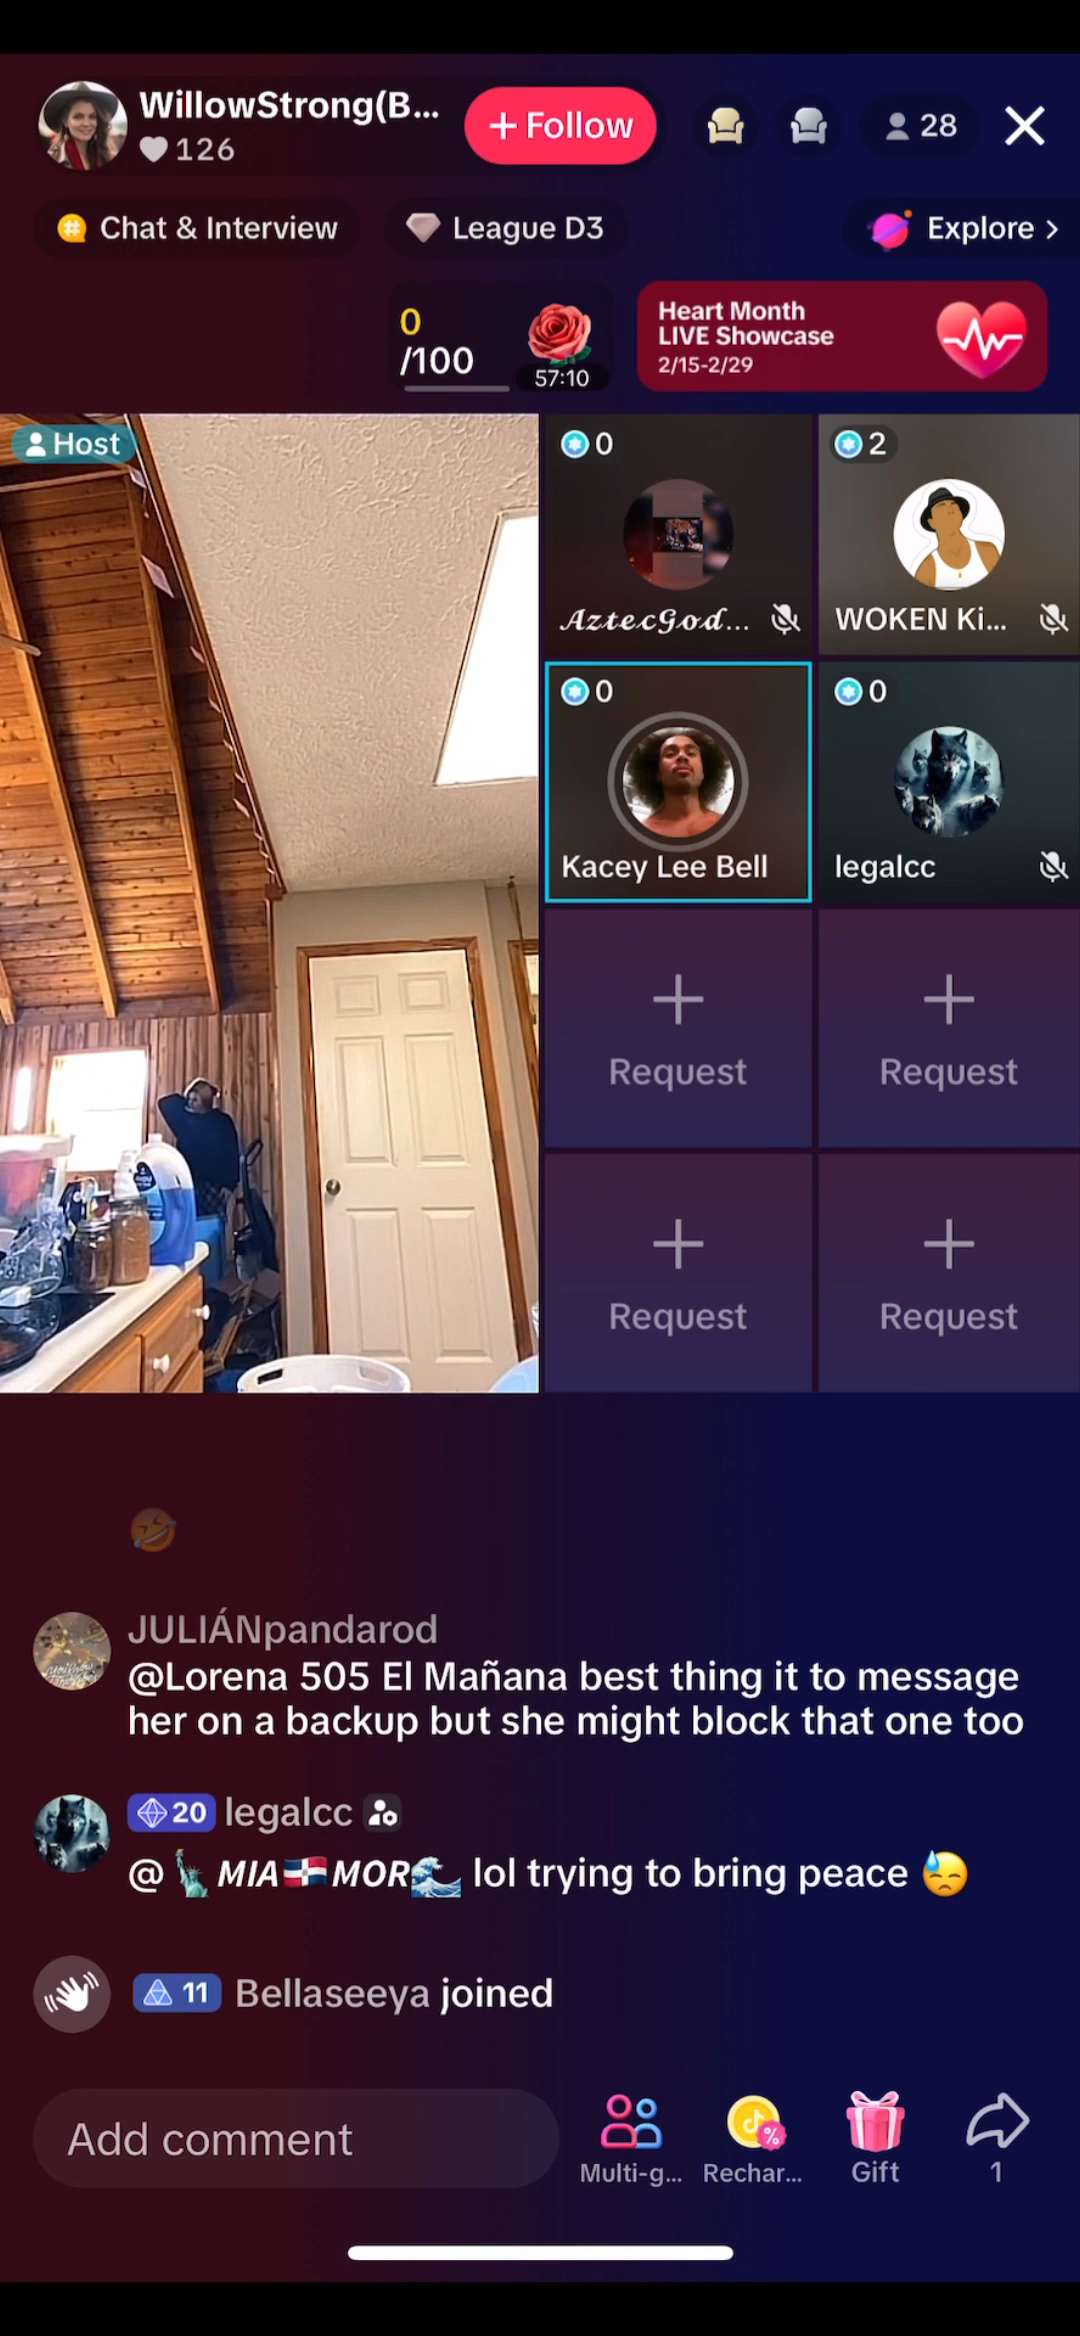 WillowStrong(B...
126
+ Follow
28
Chat & Interview
League D3
Explore >
0
/100
57:10
Heart Month
LIVE Showcase
2/15-2/29
Host
0
2
𝓐𝔃𝓽𝓮𝓬𝓖𝓸𝓭...
WOKEN Ki...
0
0
Kacey Lee Bell
legalcc
Request
Request
Request
Request
🤣
JULIÁNpandarod
@Lorena 505 El Mañana best thing it to message
her on a backup but she might block that one too
20 legalcc
@🗽𝙈𝙄𝘼🇩🇴𝙈𝙊𝙍🌊 lol trying to bring peace 😓
11 Bellaseeya joined
Add comment
Multi-g...
Rechar...
Gift
1